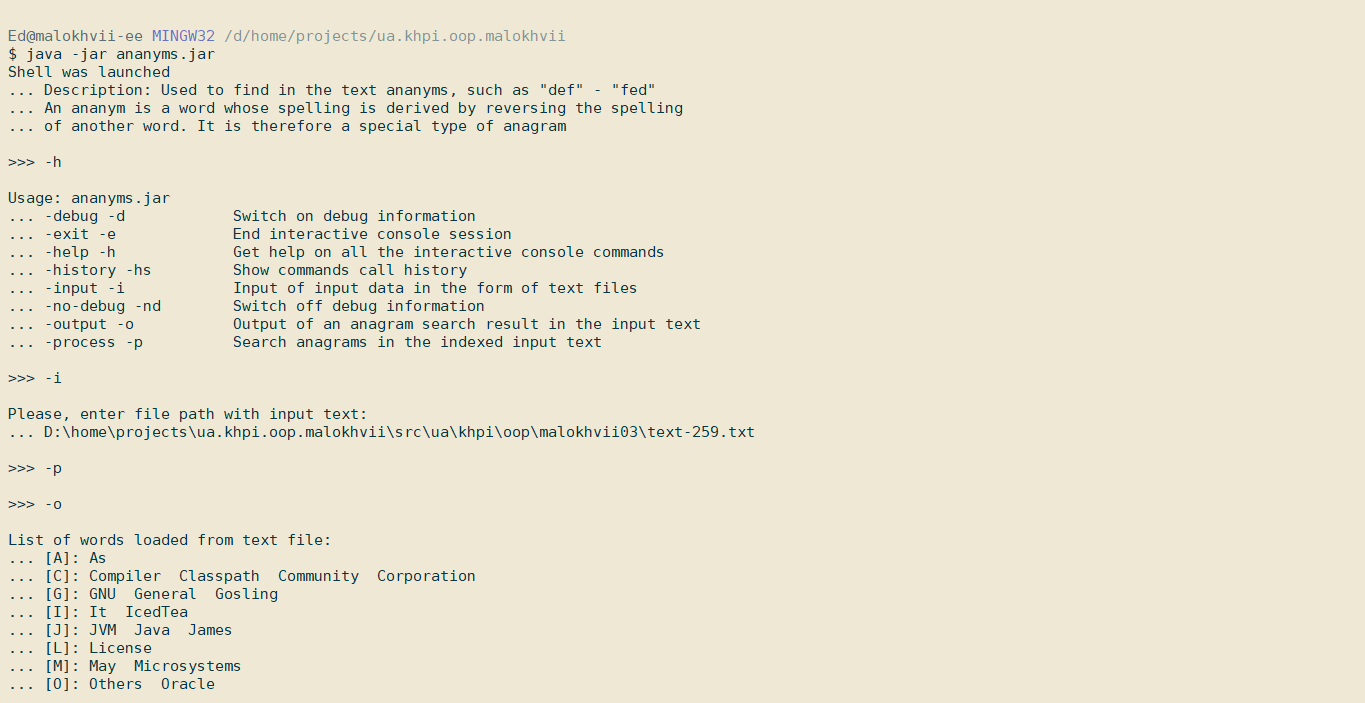 Ed@malokhvii-ee MINGW32 /d/home/projects/ua.khpi.oop.malokhvii
$ java -jar ananyms.jar
Shell was launched
... Description: Used to find in the text ananyms, such as "def" - "fed"
... An ananym is a word whose spelling is derived by reversing the spelling
... of another word. It is therefore a special type of anagram
>>> -h
Usage: ananyms.jar
... -debug -d            Switch on debug information
... -exit -e             End interactive console session
... -help -h             Get help on all the interactive console commands
... -history -hs         Show commands call history
... -input -i            Input of input data in the form of text files
... -no-debug -nd        Switch off debug information
... -output -o           Output of an anagram search result in the input text
... -process -p          Search anagrams in the indexed input text
>>> -i
Please, enter file path with input text:
... D:\home\projects\ua.khpi.oop.malokhvii\src\ua\khpi\oop\malokhvii03\text-259.txt
>>> -p
>>> -o
List of words loaded from text file:
... [A]: As
... [C]: Compiler  Classpath  Community  Corporation
... [G]: GNU  General  Gosling
... [I]: It  IcedTea
... [J]: JVM  Java  James
... [L]: License
... [M]: May  Microsystems
... [O]: Others  Oracle